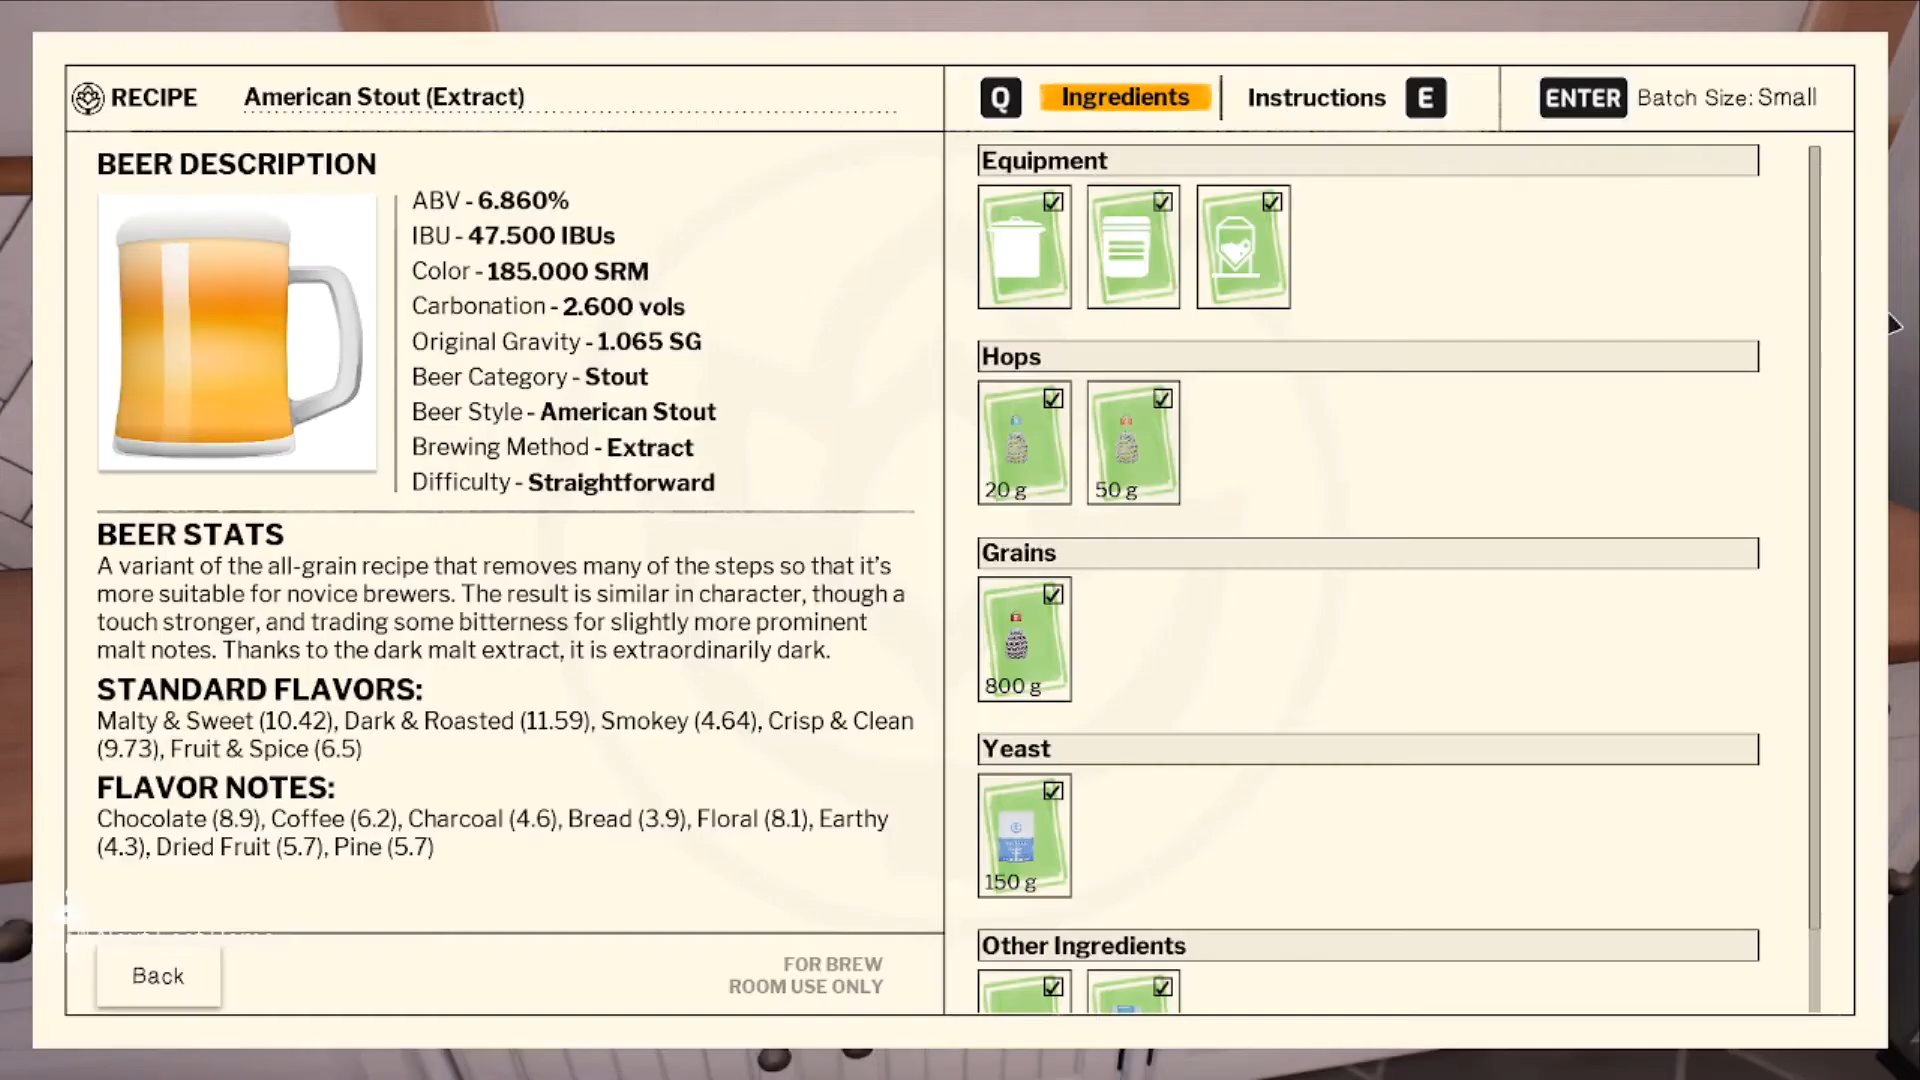 RECIPE
American Stout (Extract)
Q Ingredients Instructions E
ENTER Batch Size: Small
BEER DESCRIPTION
ABV - 6.860%
IBU - 47.500 IBUs
Color - 185.000 SRM
Carbonation - 2.600 vols
Original Gravity - 1.065 SG
Beer Category - Stout
Beer Style - American Stout
Brewing Method - Extract
Difficulty - Straightforward
BEER STATS
A variant of the all-grain recipe that removes many of the steps so that it's
more suitable for novice brewers. The result is similar in character, though a
touch stronger, and trading some bitterness for slightly more prominent
malt notes. Thanks to the dark malt extract, it is extraordinarily dark.
STANDARD FLAVORS:
Malty & Sweet (10.42), Dark & Roasted (11.59), Smokey (4.64), Crisp & Clean
(9.73), Fruit & Spice (6.5)
FLAVOR NOTES:
Chocolate (8.9), Coffee (6.2), Charcoal (4.6), Bread (3.9), Floral (8.1), Earthy
(4.3), Dried Fruit (5.7), Pine (5.7)
Back
FOR BREW
ROOM USE ONLY
Equipment
Hops
20 g
50 g
Grains
800 g
Yeast
150 g
Other Ingredients